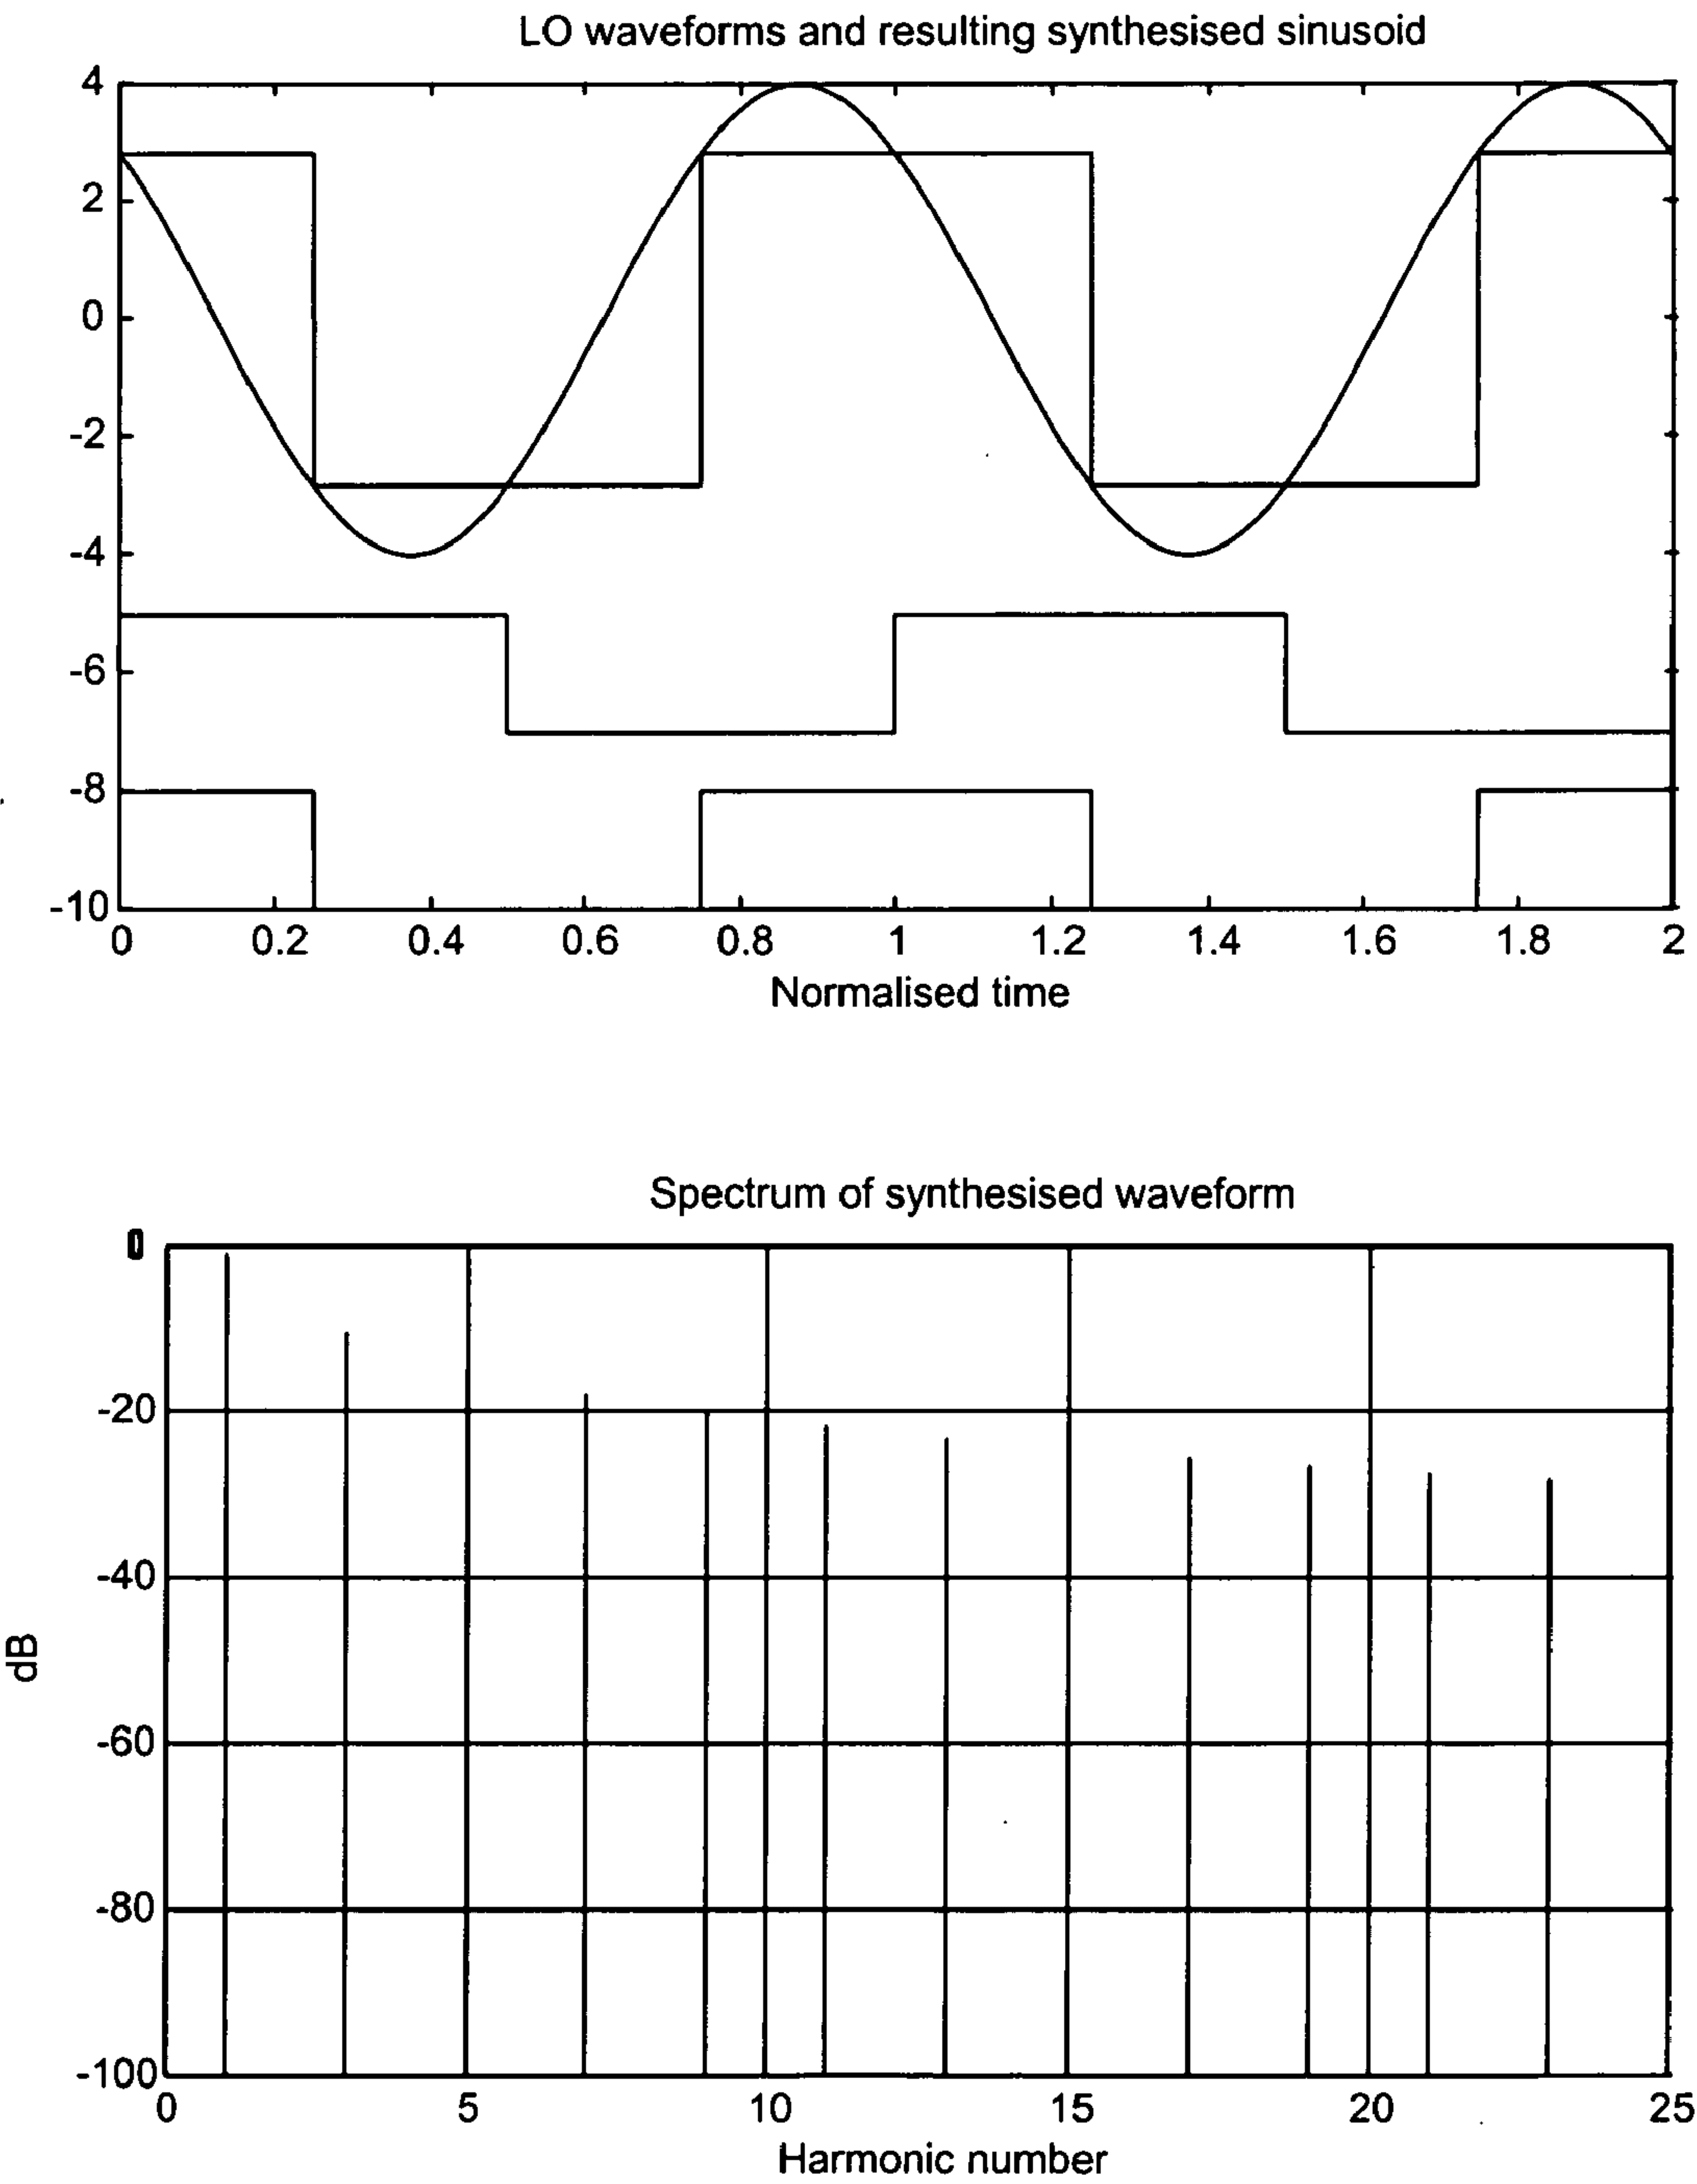 LO waveforms and resulting synthesised sinusoid
4
2
0
-2
-4
-6
-8
-10
0 0.2 0.4 0.6 0.8 1 1.2 1.4 1.6 1.8 2
Normalised time
Spectrum of synthesised waveform
0
-20
-40
-60
-80
-100
dB
0 5 10 15 20 25
Harmonic number